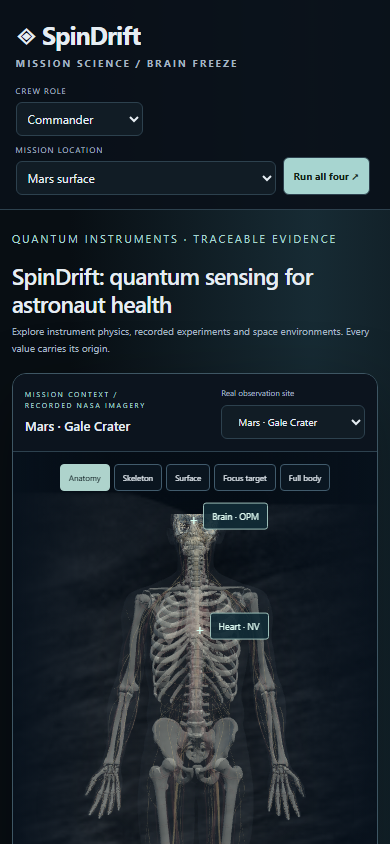 SpinDrift
MISSION SCIENCE / BRAIN FREEZE
CREW ROLE
Commander
MISSION LOCATION
Mars surface
Run all four ↗
QUANTUM INSTRUMENTS · TRACEABLE EVIDENCE
SpinDrift: quantum sensing for
astronaut health
Explore instrument physics, recorded experiments and space environments. Every
value carries its origin.
MISSION CONTEXT /
RECORDED NASA IMAGERY
Mars · Gale Crater
Real observation site
Mars · Gale Crater
Anatomy
Skeleton
Surface
Focus target
Full body
Brain · OPM
Heart · NV